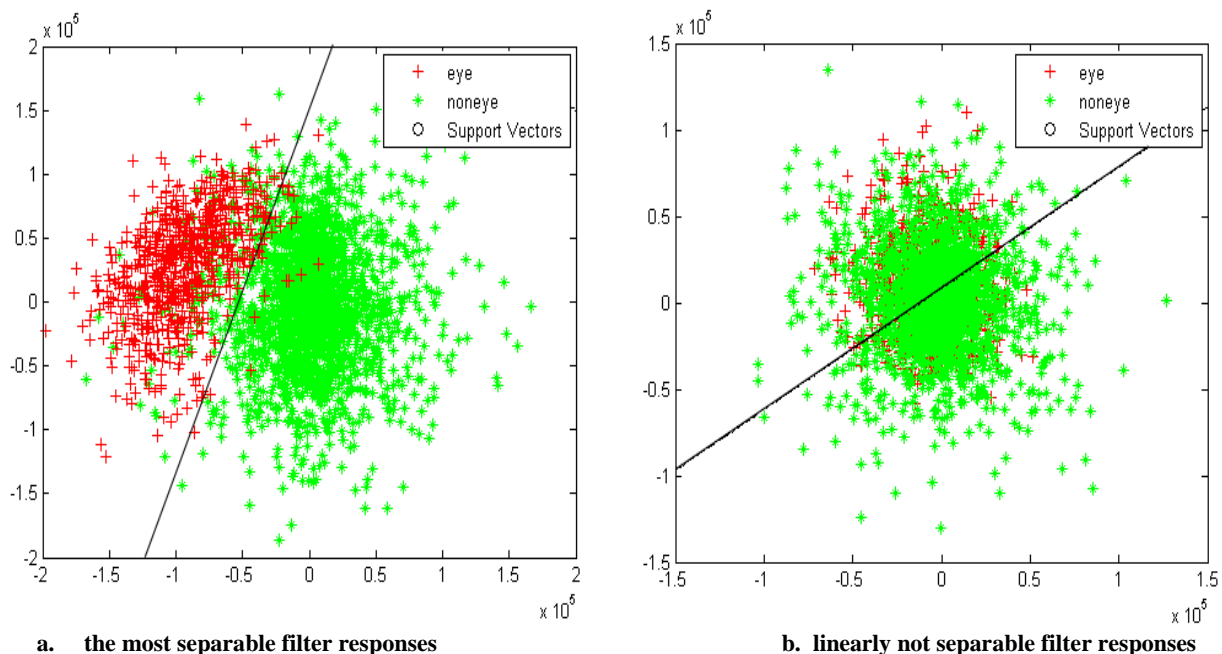 x 10^5
2
1.5
1
0.5
0
-0.5
-1
-1.5
-2
-2 -1.5 -1 -0.5 0 0.5 1 1.5 2
x 10^5
eye
noneye
Support Vectors
a. the most separable filter responses
x 10^5
1.5
1
0.5
0
-0.5
-1
-1.5
-1.5 -1 -0.5 0 0.5 1 1.5
x 10^5
eye
noneye
Support Vectors
b. linearly not separable filter responses